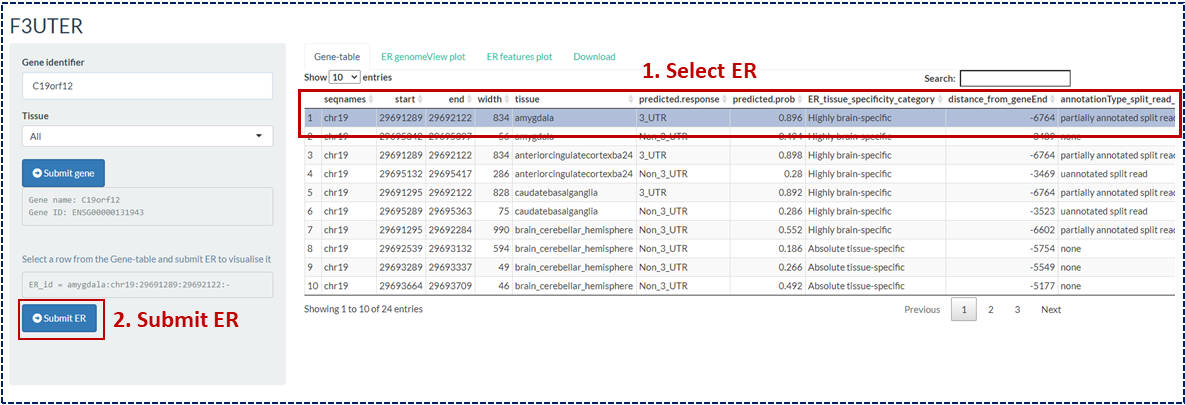 F3UTER
Gene identifier
C19orf12
Tissue
All
Submit gene
Gene name: C19orf12
Gene ID: ENSG00000131943
Select a row from the Gene-table and submit ER to visualise it
ER_id = amygdala:chr19:29691289:29692122:-
Submit ER
2. Submit ER
Gene-table ER genomeView plot ER features plot Download
1. Select ER
Show 10 entries
Search:
seqnames start end width tissue predicted.response predicted.prob ER_tissue_specificity_category distance_from_geneEnd annotationType_split_read_
1 chr19 29691289 29692122 834 amygdala 3_UTR 0.896 Highly brain-specific -6764 partially annotated split read
2 chr19 56 amygdala Non_3_UTR 0.494 Highly brain-specific none
3 chr19 29691289 29692122 834 anteriorcingulatecortexba24 3_UTR 0.898 Highly brain-specific -6764 partially annotated split read
4 chr19 29695132 29695417 286 anteriorcingulatecortexba24 Non_3_UTR 0.28 Highly brain-specific -3469 unannotated split read
5 chr19 29691295 29692122 828 caudatebasalganglia 3_UTR 0.892 Highly brain-specific -6764 partially annotated split read
6 chr19 29695289 29695363 75 caudatebasalganglia Non_3_UTR 0.286 Highly brain-specific -3523 uannotated split read
7 chr19 29691295 29692284 990 brain_cerebellar_hemisphere Non_3_UTR 0.552 Highly brain-specific -6602 partially annotated split read
8 chr19 29692539 29693132 594 brain_cerebellar_hemisphere Non_3_UTR 0.186 Absolute tissue-specific -5754 none
9 chr19 29693289 29693337 49 brain_cerebellar_hemisphere Non_3_UTR 0.266 Absolute tissue-specific -5549 none
10 chr19 29693664 29693709 46 brain_cerebellar_hemisphere Non_3_UTR 0.492 Absolute tissue-specific -5177 none
Showing 1 to 10 of 24 entries
Previous 1 2 3 Next